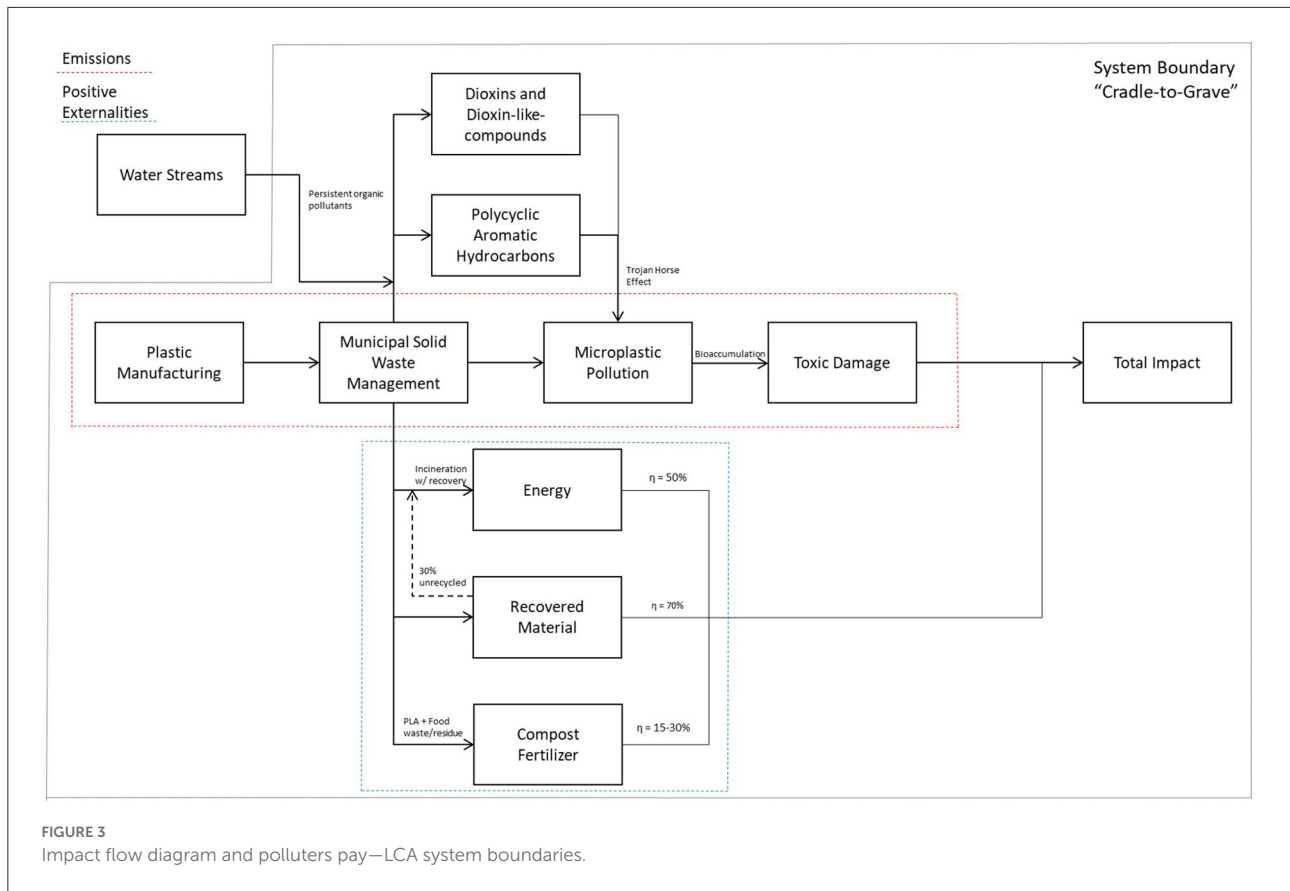 Emissions
Positive
Externalities
System Boundary
“Cradle-to-Grave”
Water Streams
Persistent organic
pollutants
Dioxins and
Dioxin-like-
compounds
Polycyclic
Aromatic
Hydrocarbons
Trojan Horse
Effect
Plastic
Manufacturing
Municipal Solid
Waste
Management
Microplastic
Pollution
Bioaccumulation
Toxic Damage
Total Impact
Incineration
w/ recovery
Energy
η = 50%
30%
unrecycled
Recovered
Material
η = 70%
PLA + Food
waste/residue
Compost
Fertilizer
η = 15-30%
FIGURE 3
Impact flow diagram and polluters pay—LCA system boundaries.